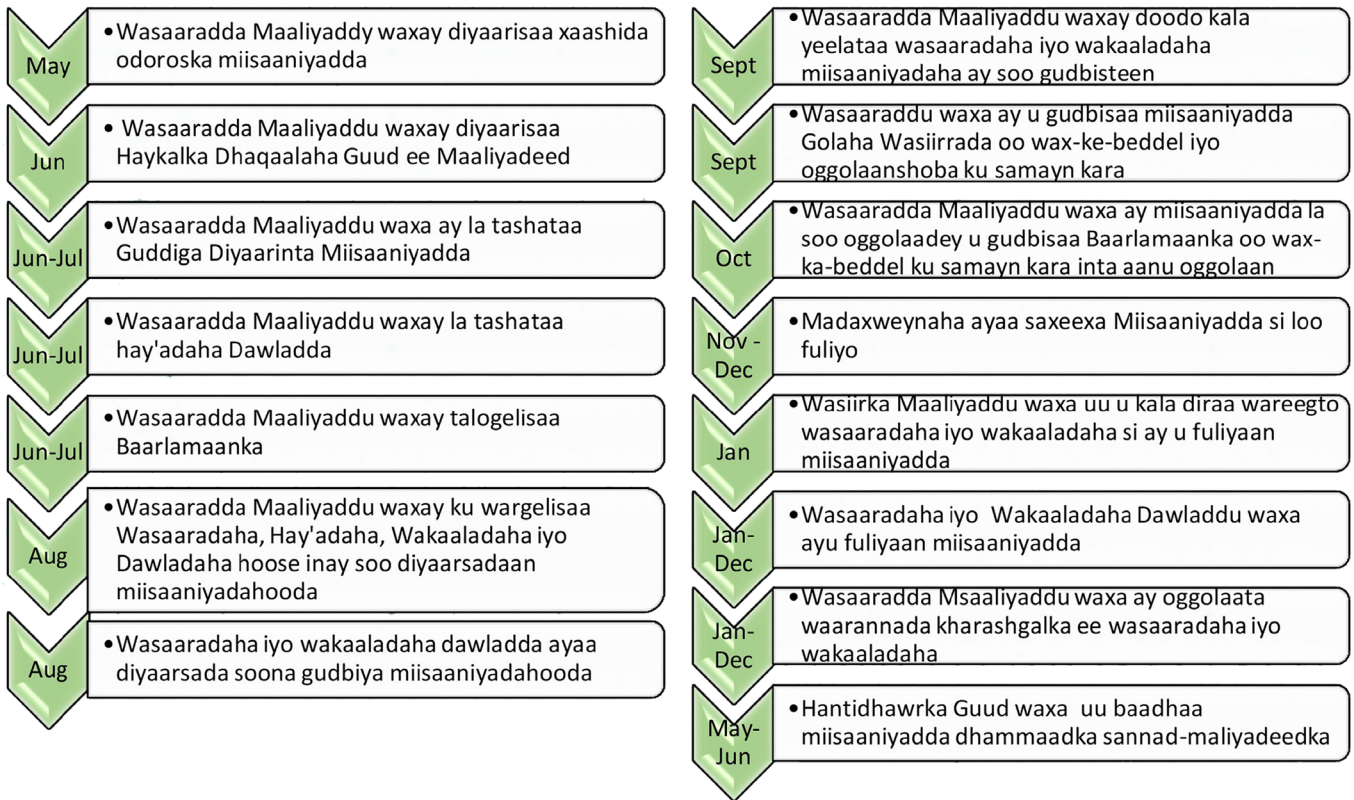 May
•Wasaaradda Maaliyaddy waxay diyaarisaa xaashida
odoroska miisaaniyadda
Jun
• Wasaaradda Maaliyaddu waxay diyaarisaa
Haykalka Dhaqaalaha Guud ee Maaliyadeed
Jun-Jul
•Wasaaradda Maaliyaddu waxa ay la tashataa
Guddiga Diyaarinta Miisaaniyadda
Jun-Jul
•Wasaaradda Maaliyaddu waxay la tashataa
hay'adaha Dawladda
Jun-Jul
•Wasaaradda Maaliyaddu waxay talogelisaa
Baarlamaanka
Aug
•Wasaaradda Maaliyaddu waxay ku wargelisaa
Wasaaradaha, Hay'adaha, Wakaaladaha iyo
Dawladaha hoose inay soo diyaarsadaan
miisaaniyadahooda
Aug
•Wasaaradaha iyo wakaaladaha dawladda ayaa
diyaarsada soona gudbiya miisaaniyadahooda
Sept
•Wasaaradda Maaliyaddu waxay doodo kala
yeelataa wasaaradaha iyo wakaaladaha
miisaaniyadaha ay soo gudbisteen
Sept
•Wasaaraddu waxa ay u gudbisaa miisaaniyadda
Golaha Wasiirrada oo wax-ke-beddel iyo
oggolaanshoba ku samayn kara
Oct
•Wasaaradda Maaliyaddu waxa ay miisaaniyadda la
soo oggolaadey u gudbisaa Baarlamaanka oo wax-
ka-beddel ku samayn kara inta aanu oggolaan
Nov -
Dec
•Madaxweynaha ayaa saxeexa Miisaaniyadda si loo
fuliyo
Jan
•Wasiirka Maaliyaddu waxa uu u kala diraa wareegto
wasaaradaha iyo wakaaladaha si ay u fuliyaan
miisaaniyadda
Jan-
Dec
•Wasaaradaha iyo  Wakaaladaha Dawladdu waxa
ayu fuliyaan miisaaniyadda
Jan-
Dec
•Wasaaradda Msaaliyaddu waxa ay oggolaata
waarannada kharashgalka ee wasaaradaha iyo
wakaaladaha
May-
Jun
•Hantidhawrka Guud waxa  uu baadhaa
miisaaniyadda dhammaadka sannad-maliyadeedka